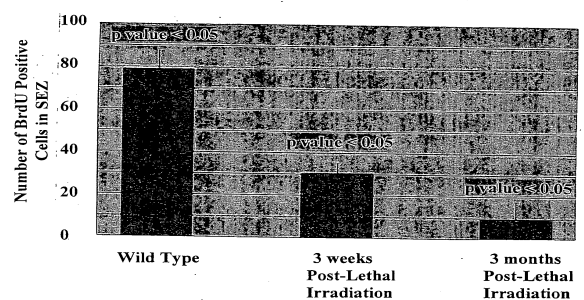 Number of BrdU Positive
Cells in SEZ
100
80
60
40
20
0
p value < 0.05
p value < 0.05
p value < 0.05
Wild Type
3 weeks
Post-Lethal
Irradiation
3 months
Post-Lethal
Irradiation